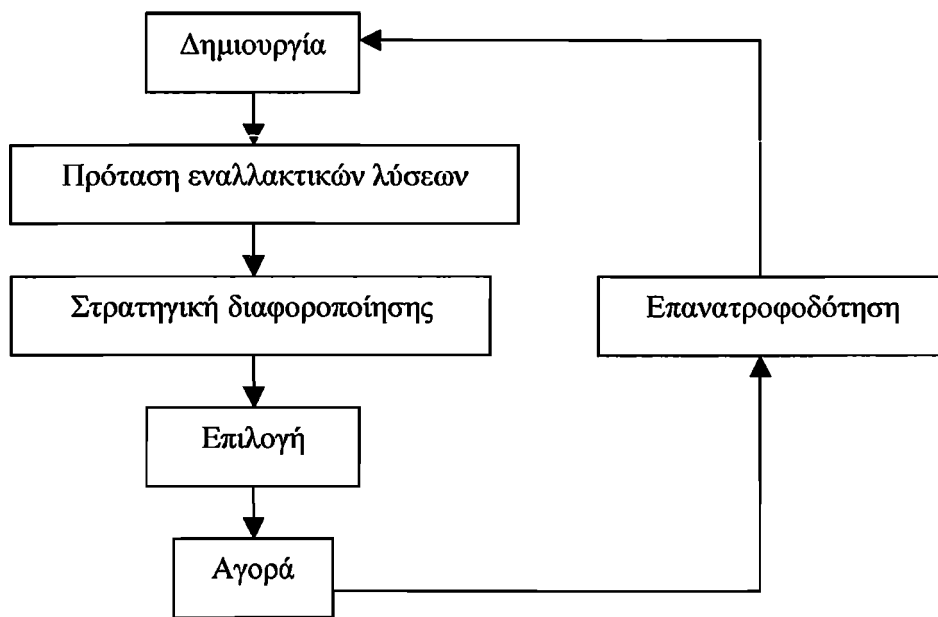 Δημιουργία
Πρόταση εναλλακτικών λύσεων
Στρατηγική διαφοροποίησης
Επανατροφοδότηση
Επιλογή
Αγορά